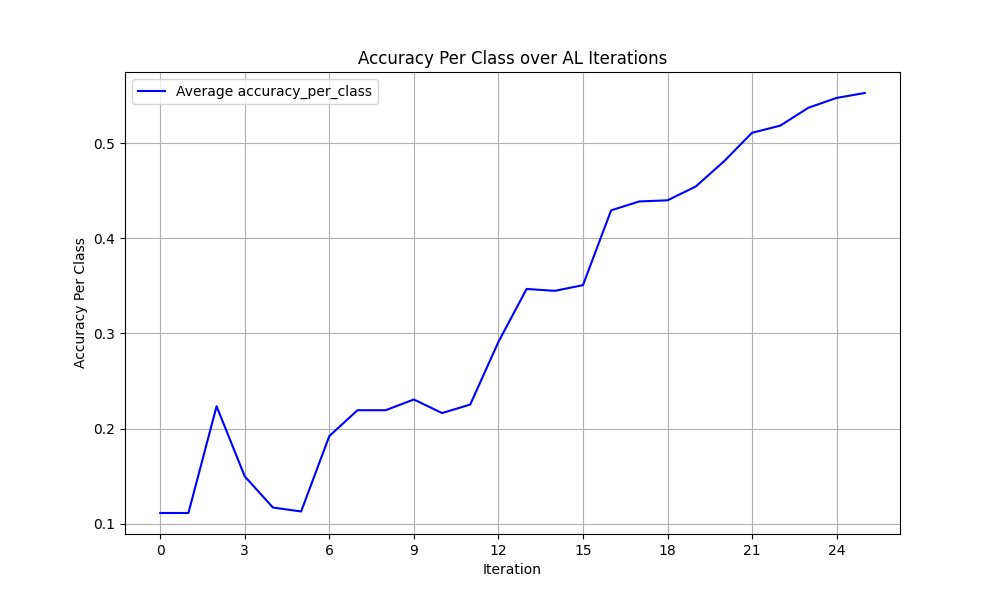 Accuracy Per Class over AL Iterations
Average accuracy_per_class
Accuracy Per Class
0.5
0.4
0.3
0.2
0.1
0 3 6 9 12 15 18 21 24
Iteration